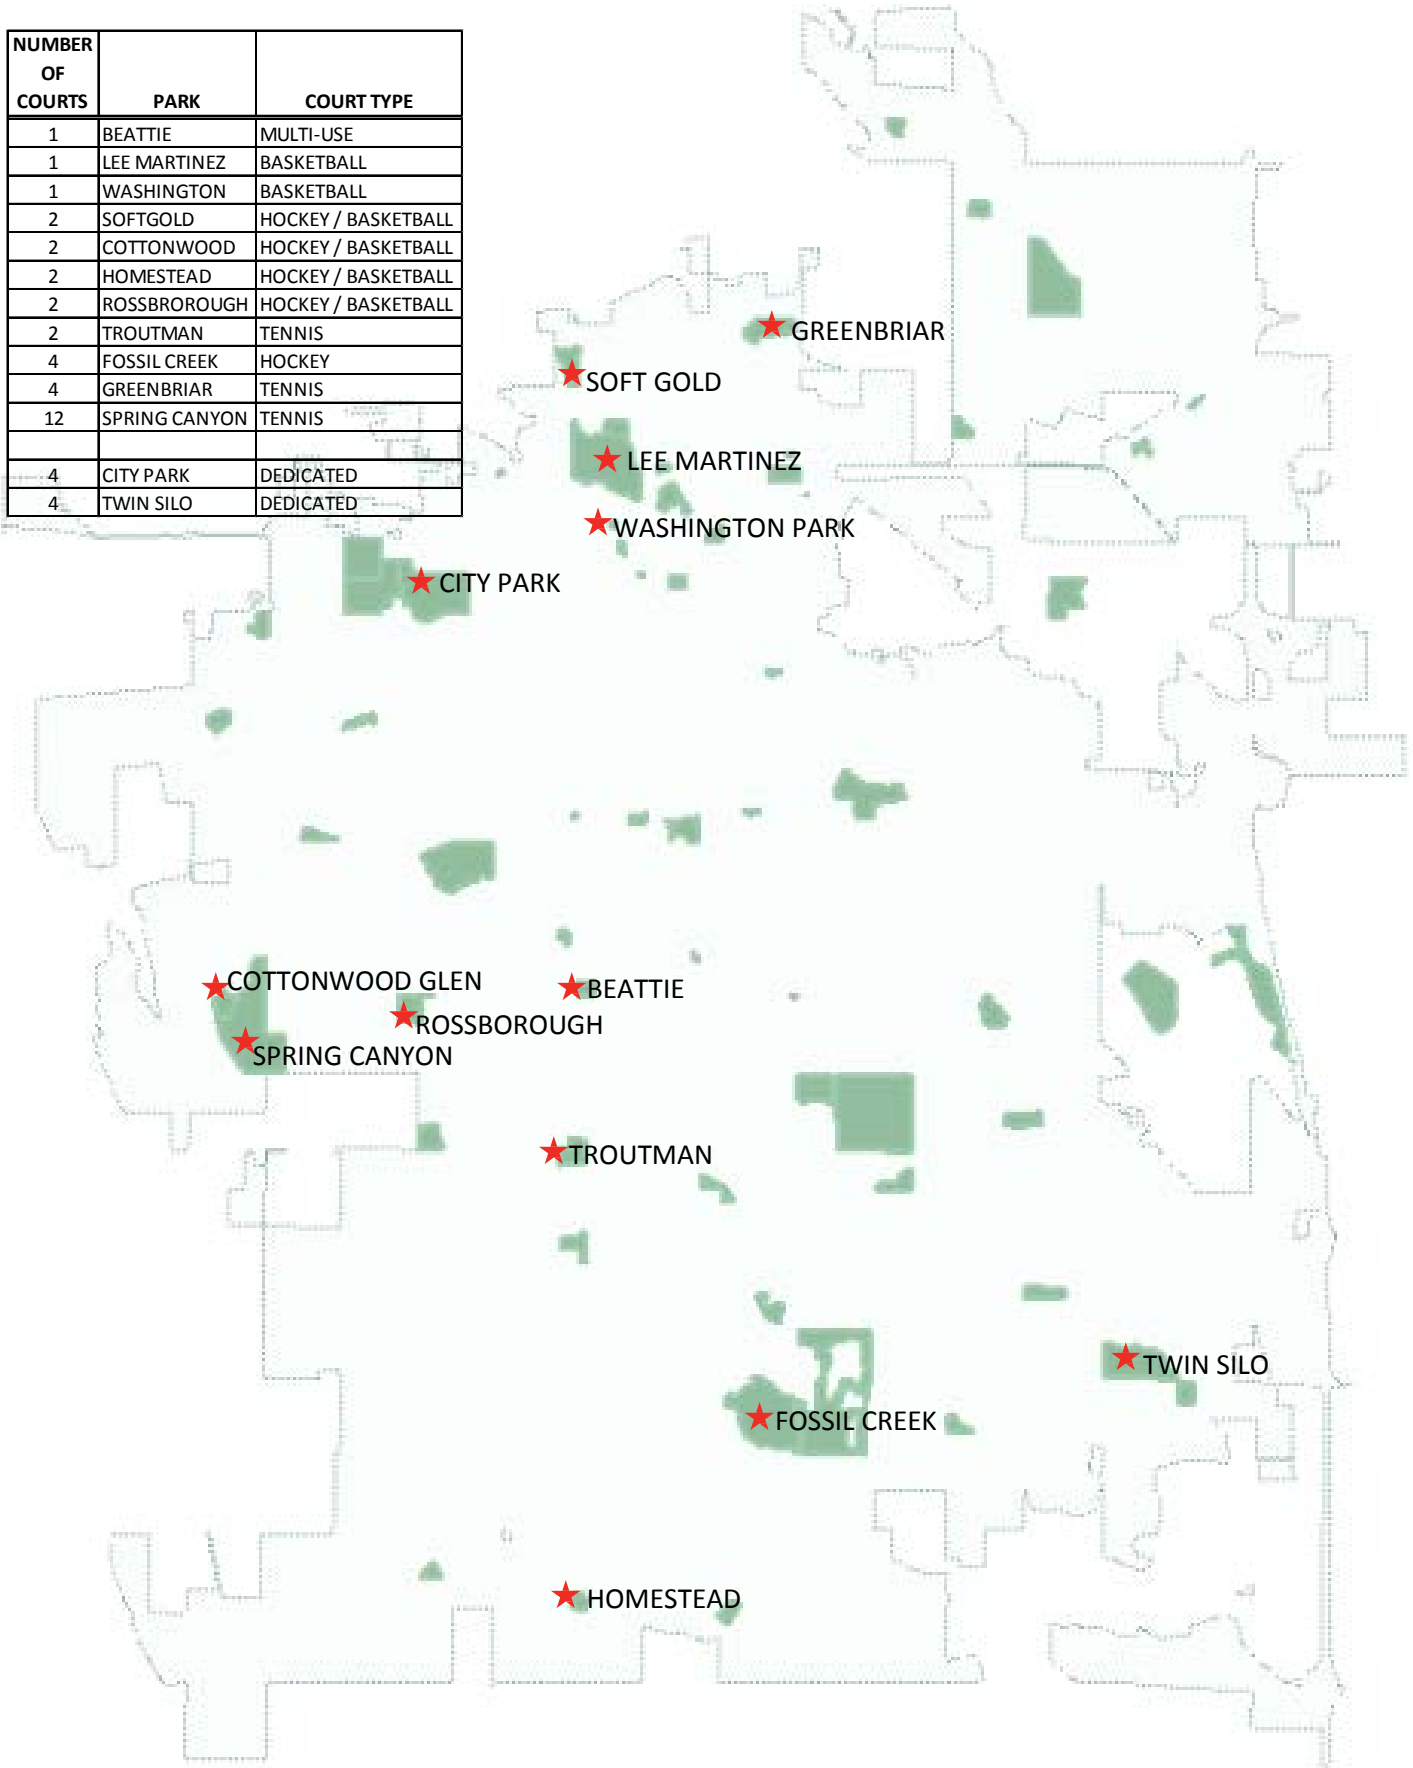 NUMBER
OF
COURTS PARK COURT TYPE
1 BEATTIE MULTI-USE
1 LEE MARTINEZ BASKETBALL
1 WASHINGTON BASKETBALL
2 SOFTGOLD HOCKEY / BASKETBALL
2 COTTONWOOD HOCKEY / BASKETBALL
2 HOMESTEAD HOCKEY / BASKETBALL
2 ROSSBROROUGH HOCKEY / BASKETBALL
2 TROUTMAN TENNIS
4 FOSSIL CREEK HOCKEY
4 GREENBRIAR TENNIS
12 SPRING CANYON TENNIS
4 CITY PARK DEDICATED
4 TWIN SILO DEDICATED
GREENBRIAR
SOFT GOLD
LEE MARTINEZ
WASHINGTON PARK
CITY PARK
COTTONWOOD GLEN
BEATTIE
ROSSBOROUGH
SPRING CANYON
TROUTMAN
TWIN SILO
FOSSIL CREEK
HOMESTEAD